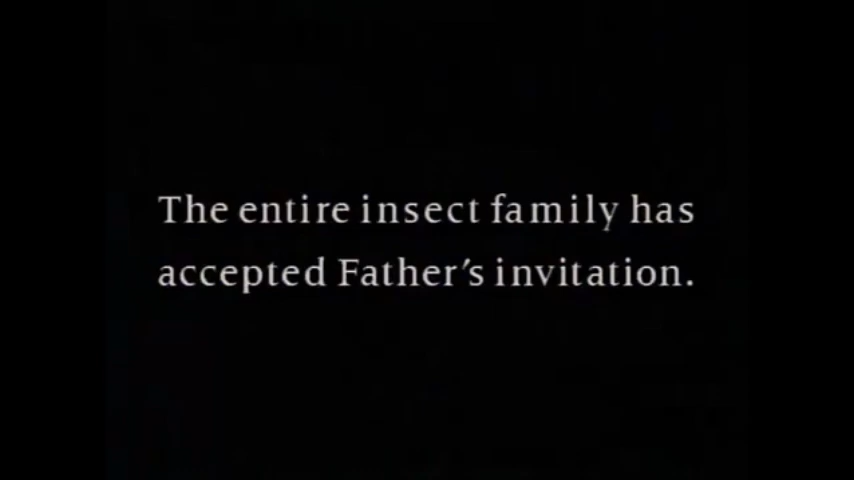 The entire insect family has
accepted Father's invitation.